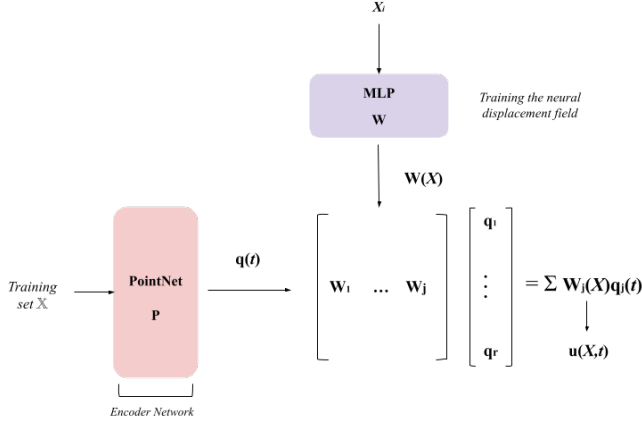 Xᵢ
MLP
W
Training the neural
displacement field
W(X)
q(t)
Training
set 𝕏
PointNet
P
W₁ ... Wⱼ
q₁
⋮
qᵣ
= Σ Wⱼ(X)qⱼ(t)
u(X,t)
Encoder Network